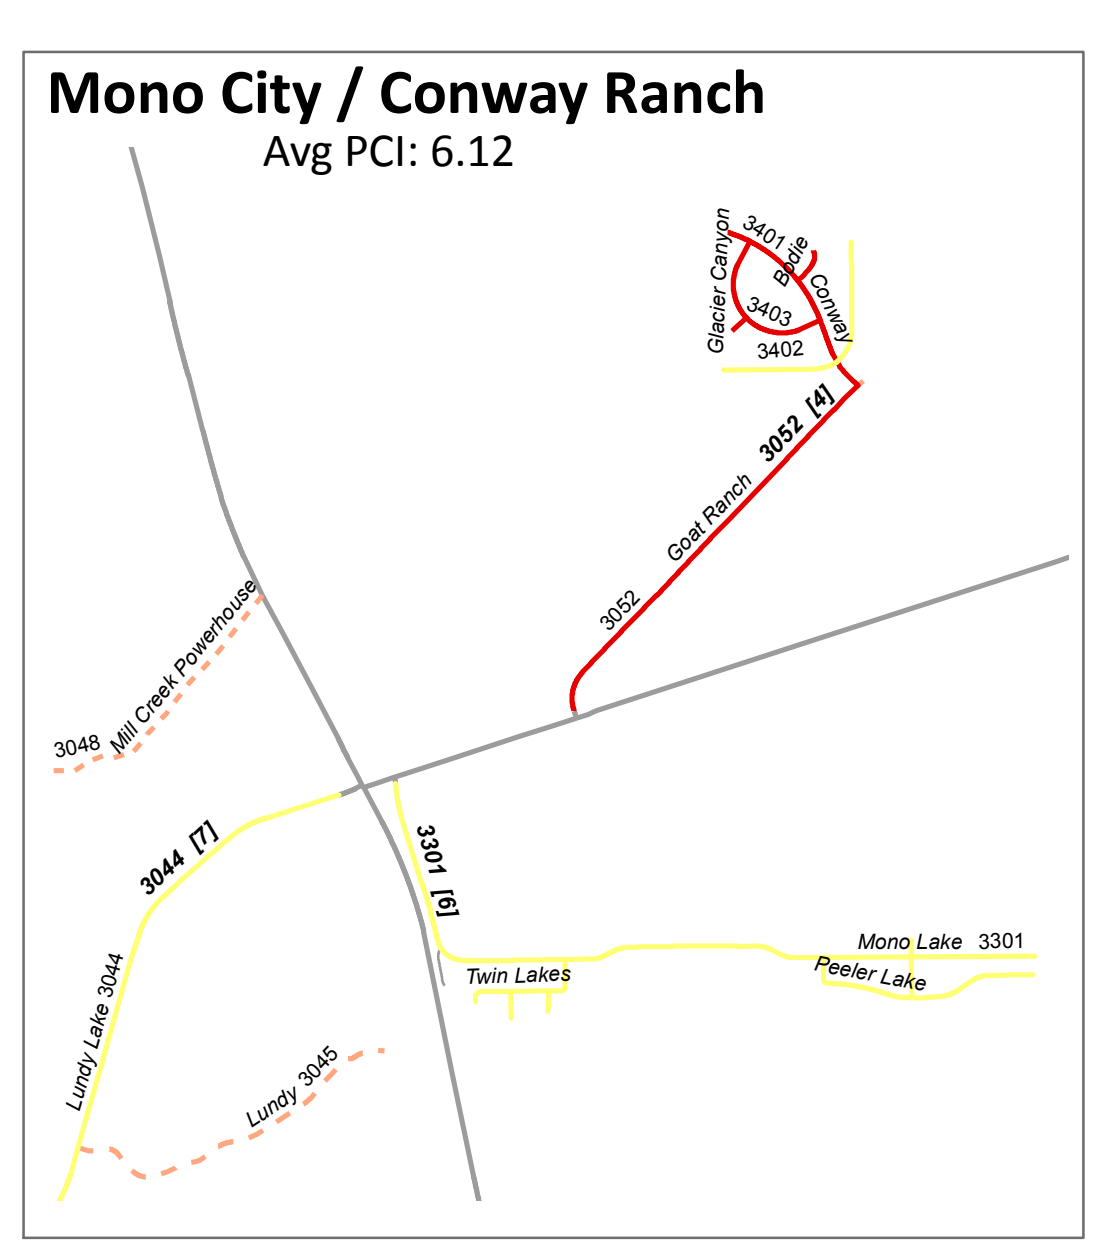 Mono City / Conway Ranch
Avg PCI: 6.12
3401
Bodie
Glacier Canyon
Conway
3403
3402
3052 [4]
Goat Ranch
3052
Mill Creek Powerhouse
3048
3044 [7]
3301 [6]
Mono Lake 3301
Peeler Lake
Twin Lakes
Lundy Lake 3044
Lundy 3045